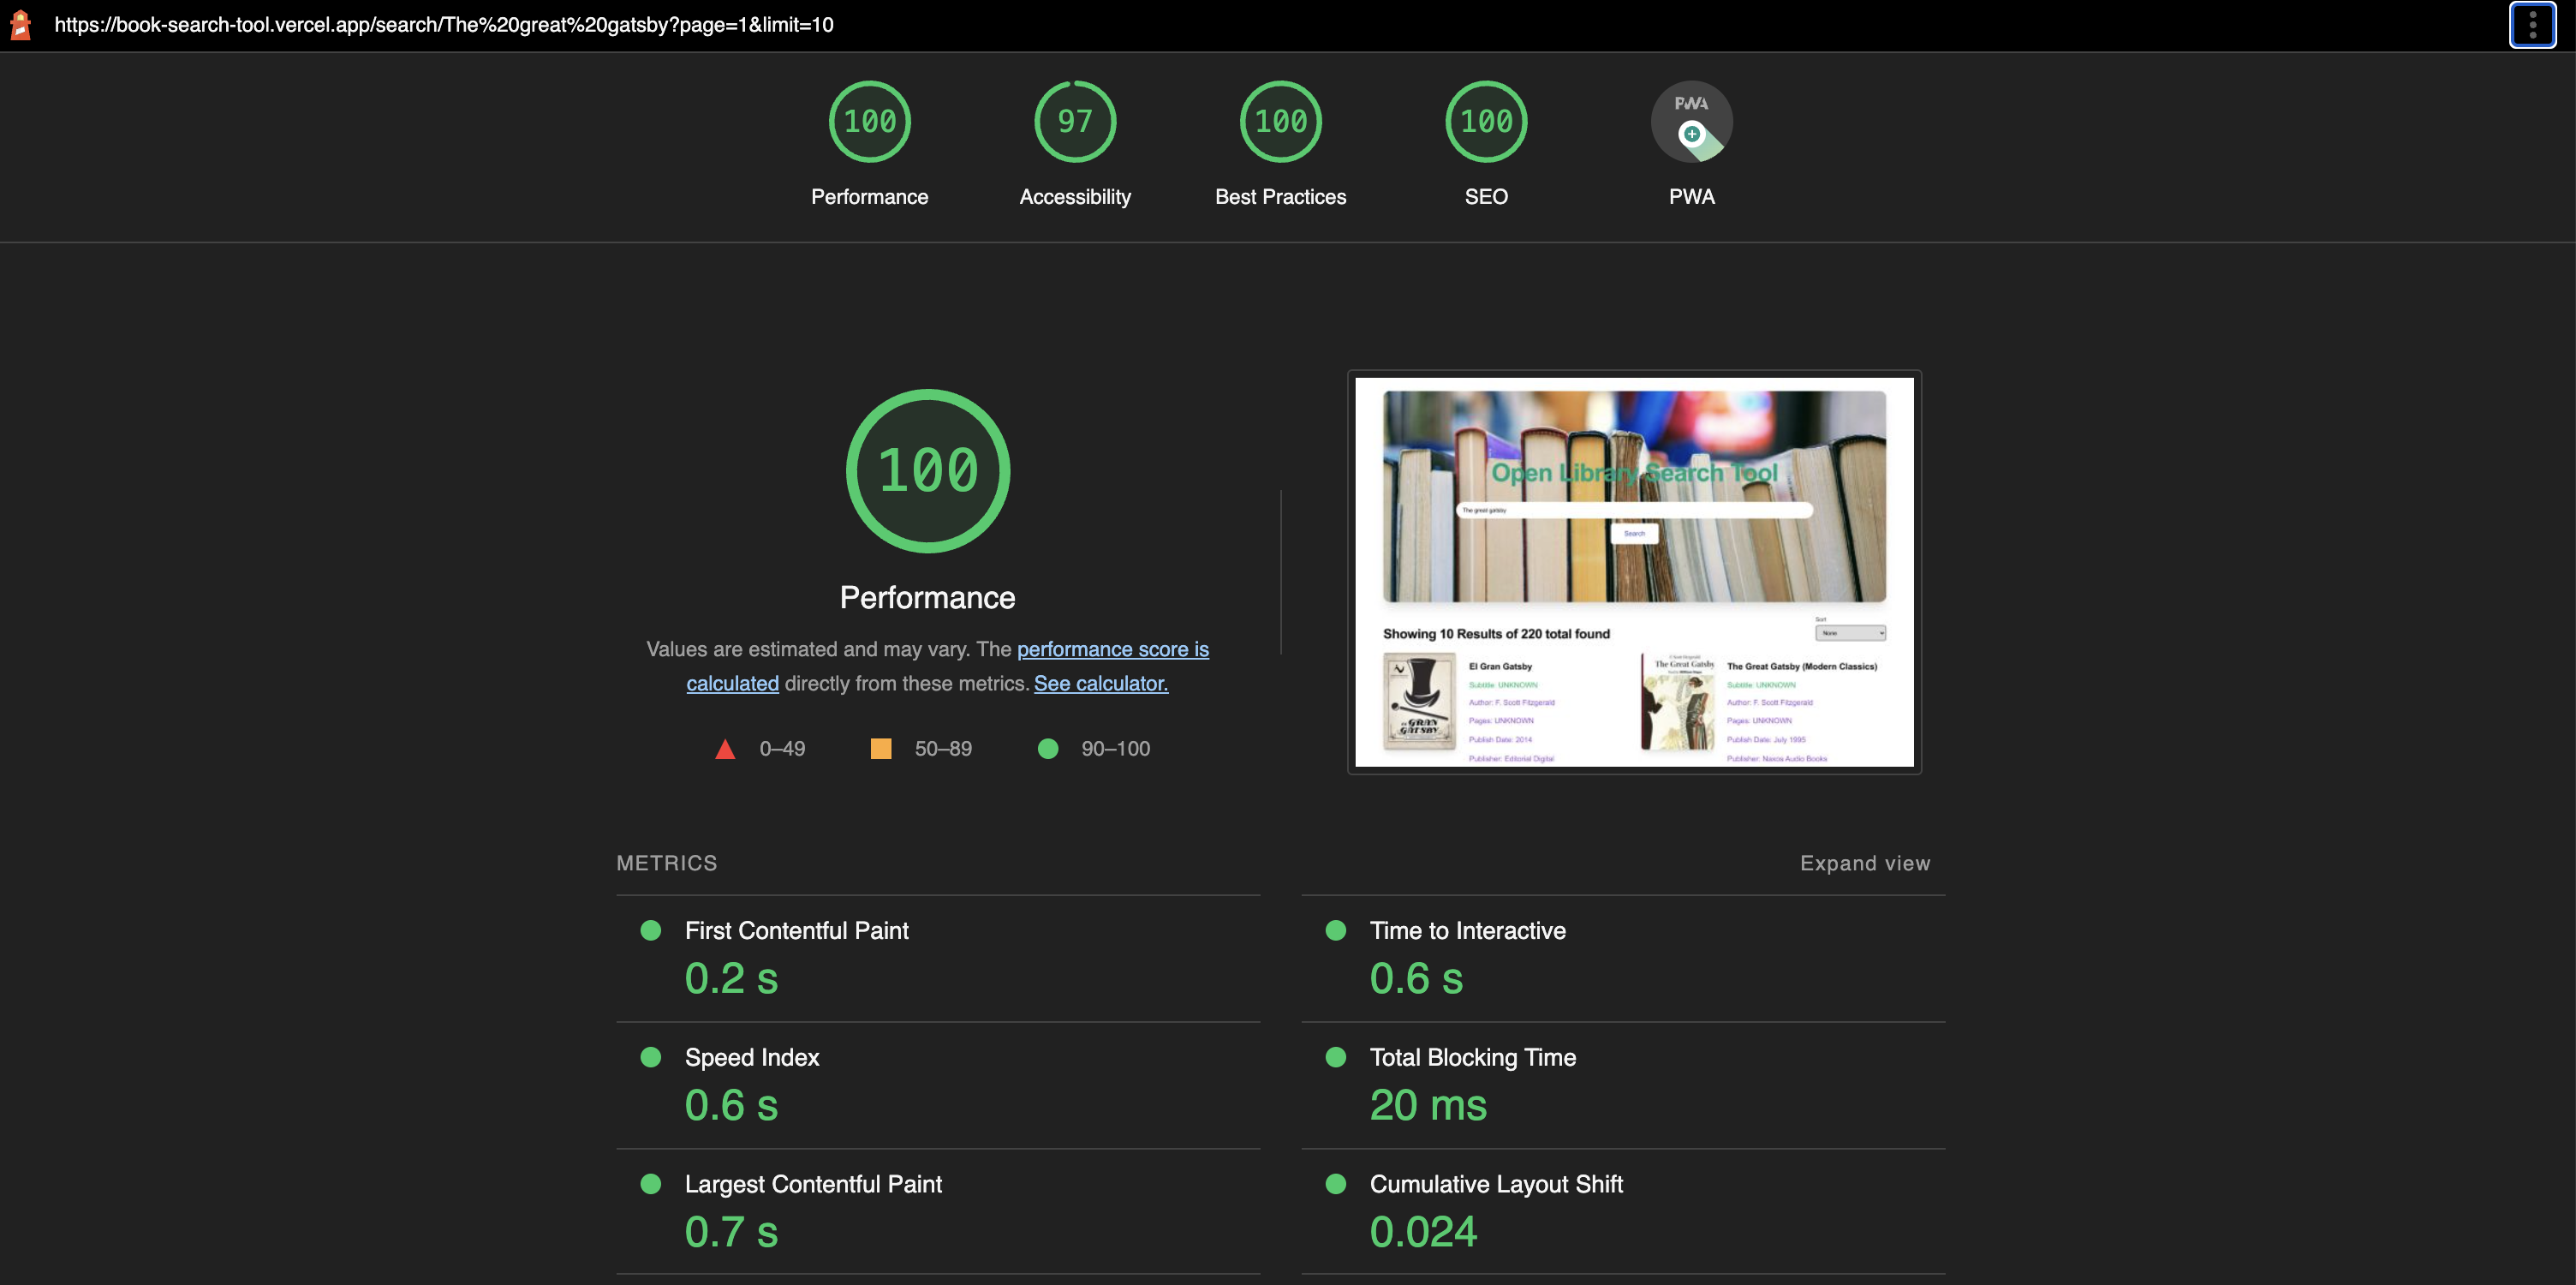 https://book-search-tool.vercel.app/search/The%20great%20gatsby?page=1&limit=10
100
97
100
100
PWA
Performance
Accessibility
Best Practices
SEO
PWA
100
Performance
Values are estimated and may vary. The performance score is
calculated directly from these metrics. See calculator.
0–49
50–89
90–100
Open Library Search Tool
The great gatsby
Search
Showing 10 Results of 220 total found
Sort
None
El Gran Gatsby
Subtitle: UNKNOWN
Author: F. Scott Fitzgerald
Pages: UNKNOWN
Publish Date: 2014
Publisher: Editorial Digital
GRAN
GATSBY
The Great Gatsby
The Great Gatsby (Modern Classics)
Subtitle: UNKNOWN
Author: F. Scott Fitzgerald
Pages: UNKNOWN
Publish Date: July 1995
Publisher: Naxos Audio Books
METRICS
Expand view
First Contentful Paint
0.2 s
Time to Interactive
0.6 s
Speed Index
0.6 s
Total Blocking Time
20 ms
Largest Contentful Paint
0.7 s
Cumulative Layout Shift
0.024